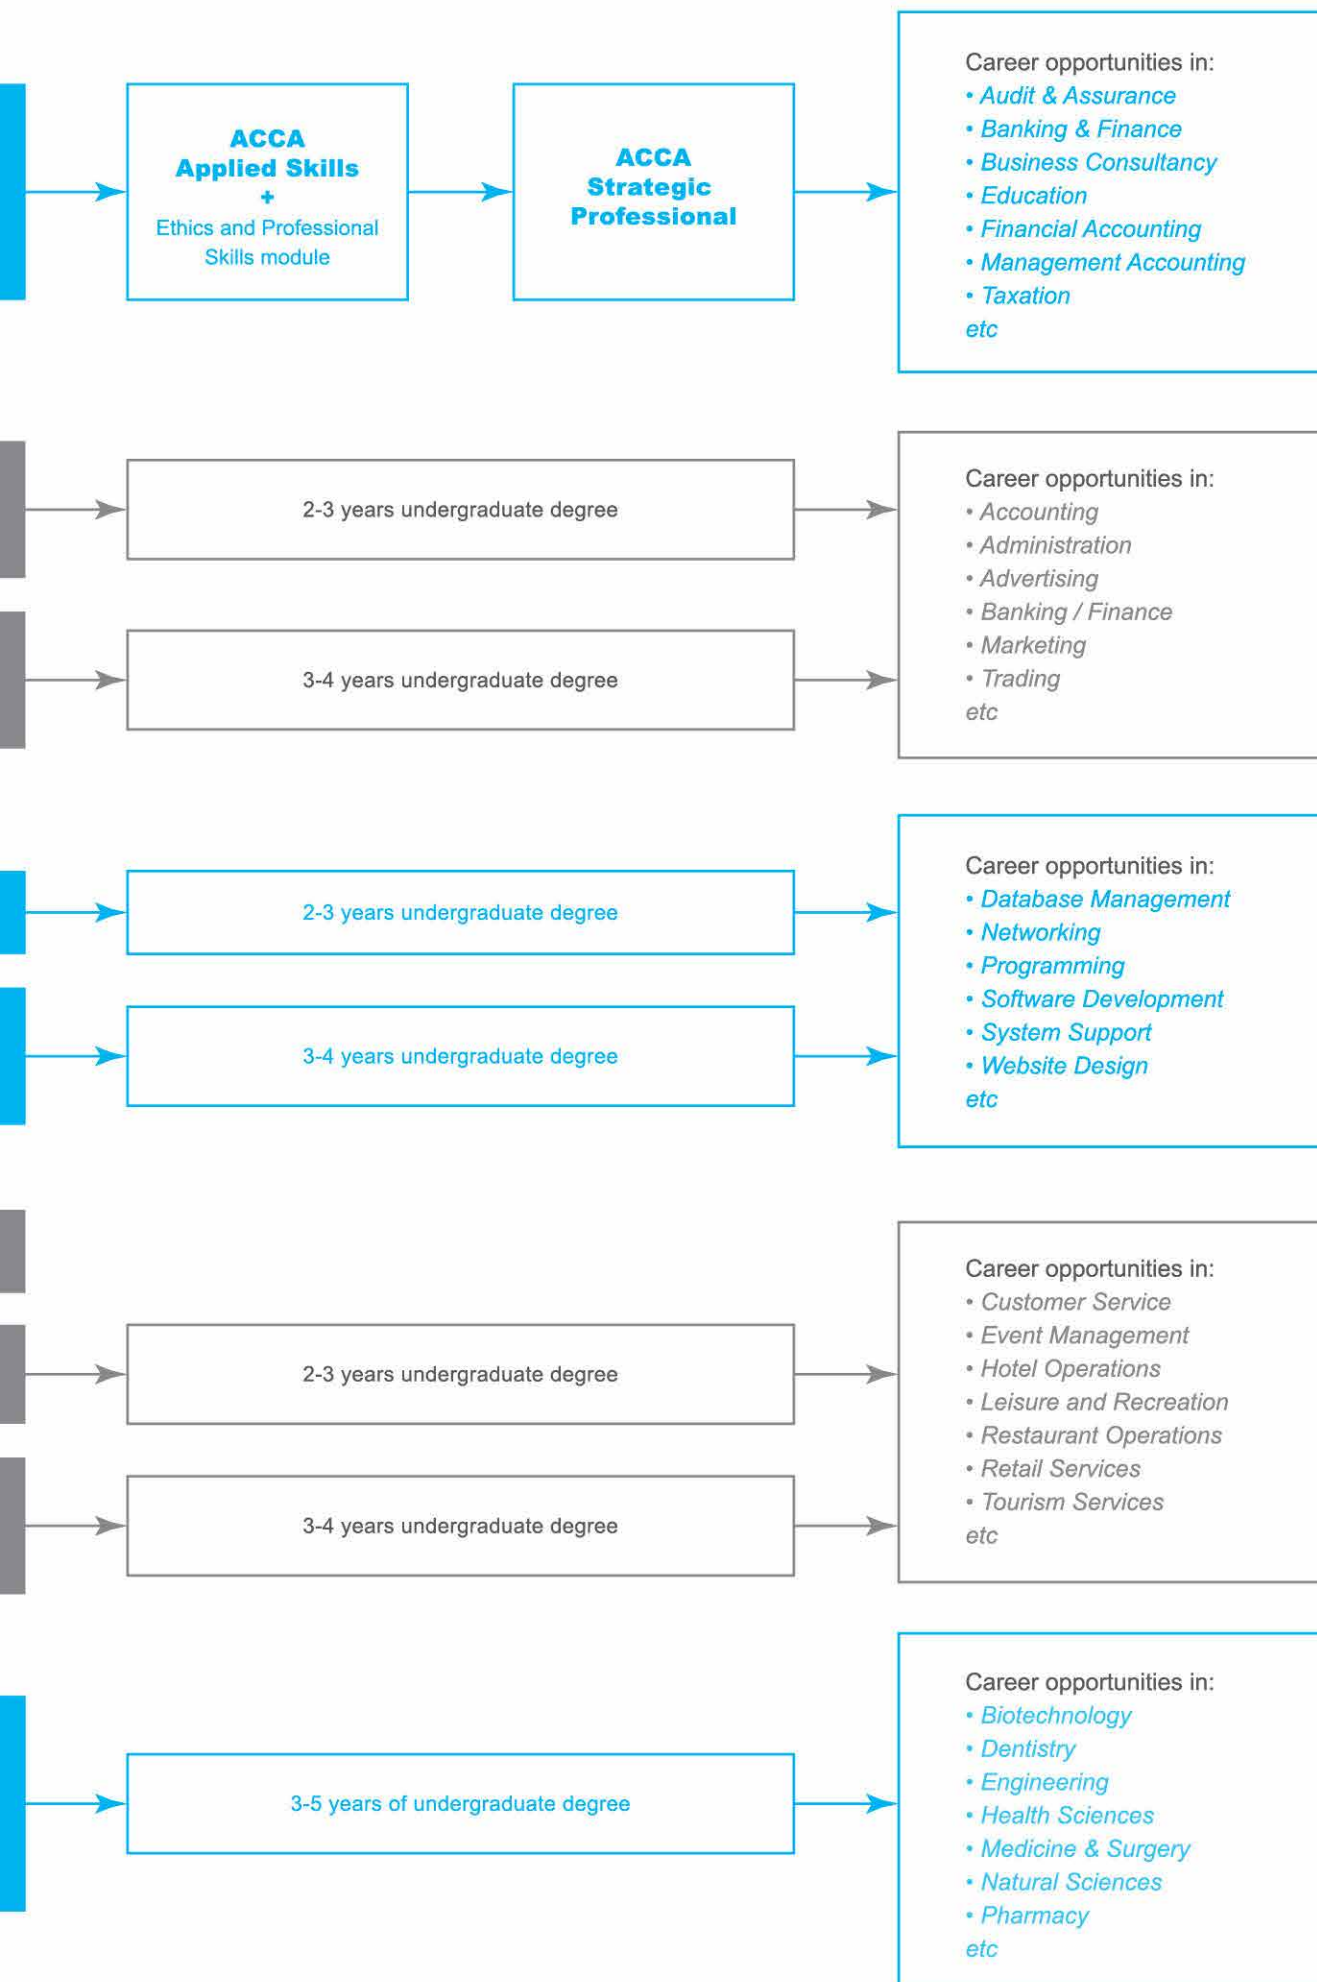 ACCA
Applied Skills
+
Ethics and Professional
Skills module
ACCA
Strategic
Professional
Career opportunities in:
• Audit & Assurance
• Banking & Finance
• Business Consultancy
• Education
• Financial Accounting
• Management Accounting
• Taxation
etc
2-3 years undergraduate degree
3-4 years undergraduate degree
Career opportunities in:
• Accounting
• Administration
• Advertising
• Banking / Finance
• Marketing
• Trading
etc
2-3 years undergraduate degree
3-4 years undergraduate degree
Career opportunities in:
• Database Management
• Networking
• Programming
• Software Development
• System Support
• Website Design
etc
2-3 years undergraduate degree
3-4 years undergraduate degree
Career opportunities in:
• Customer Service
• Event Management
• Hotel Operations
• Leisure and Recreation
• Restaurant Operations
• Retail Services
• Tourism Services
etc
3-5 years of undergraduate degree
Career opportunities in:
• Biotechnology
• Dentistry
• Engineering
• Health Sciences
• Medicine & Surgery
• Natural Sciences
• Pharmacy
etc